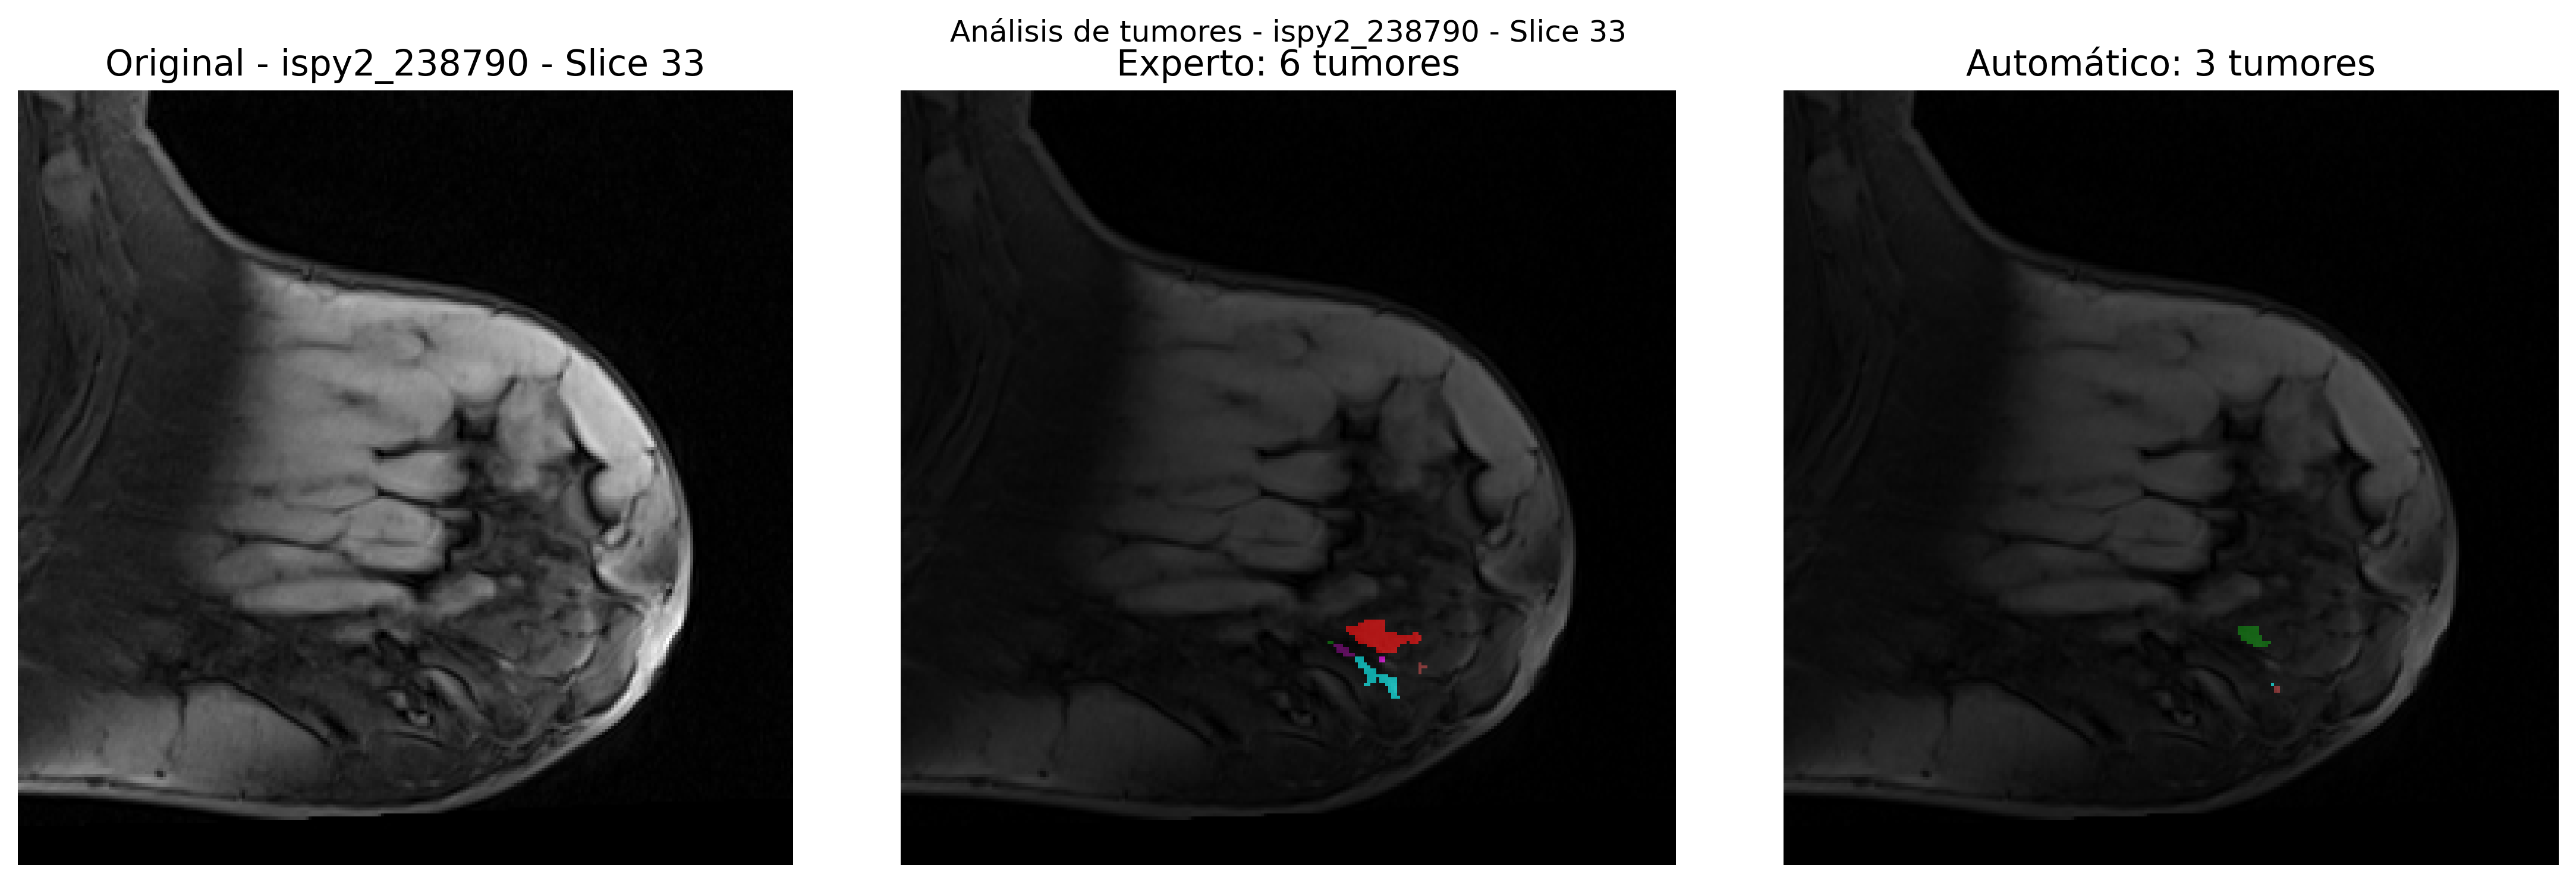 Análisis de tumores - ispy2_238790 - Slice 33
Original - ispy2_238790 - Slice 33
Experto: 6 tumores
Automático: 3 tumores